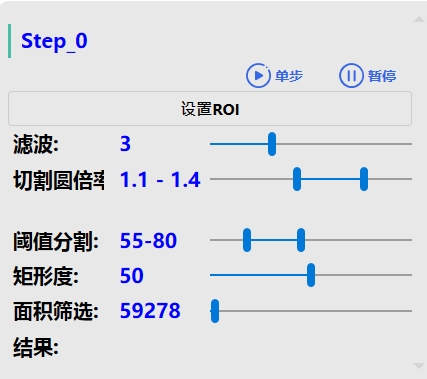 Step_0
单步 暂停
设置ROI
滤波: 3
切割圆倍率 1.1 - 1.4
阈值分割: 55-80
矩形度: 50
面积筛选: 59278
结果: